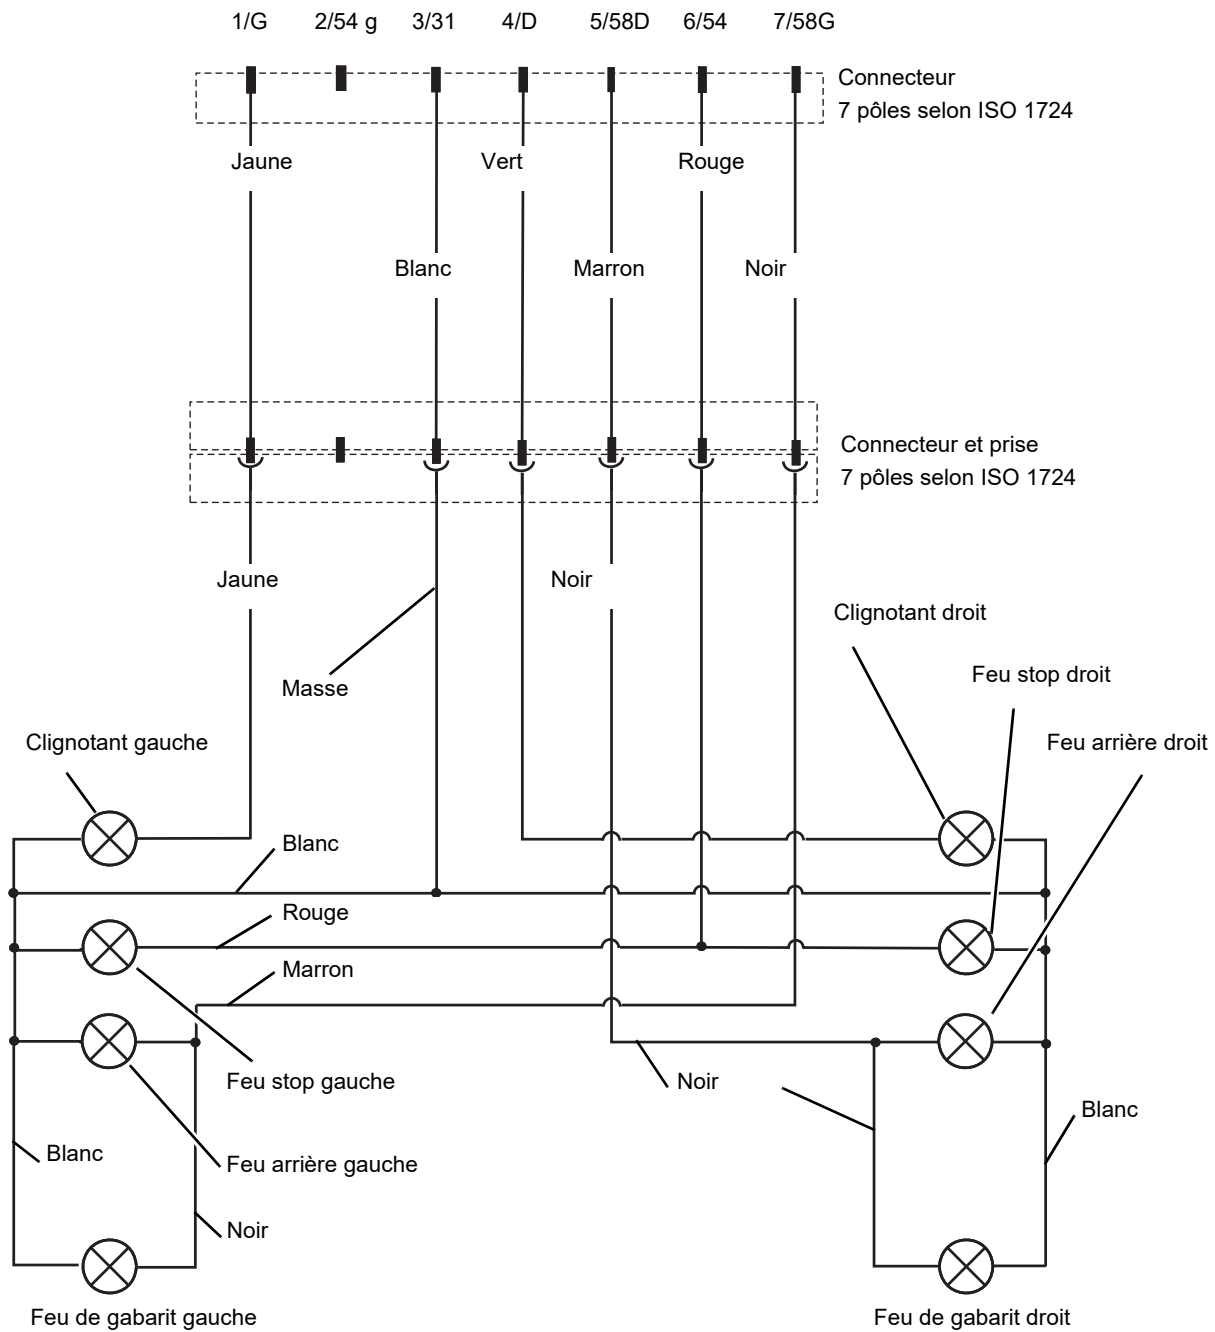 1/G 2/54 g 3/31 4/D 5/58D 6/54 7/58G
Connecteur
7 pôles selon ISO 1724
Jaune Vert Rouge
Blanc Marron Noir
Connecteur et prise
7 pôles selon ISO 1724
Jaune Noir
Clignotant droit
Feu stop droit
Masse
Clignotant gauche Feu arrière droit
Blanc
Rouge
Marron
Feu stop gauche Noir
Blanc
Blanc
Feu arrière gauche
Noir
Feu de gabarit gauche Feu de gabarit droit